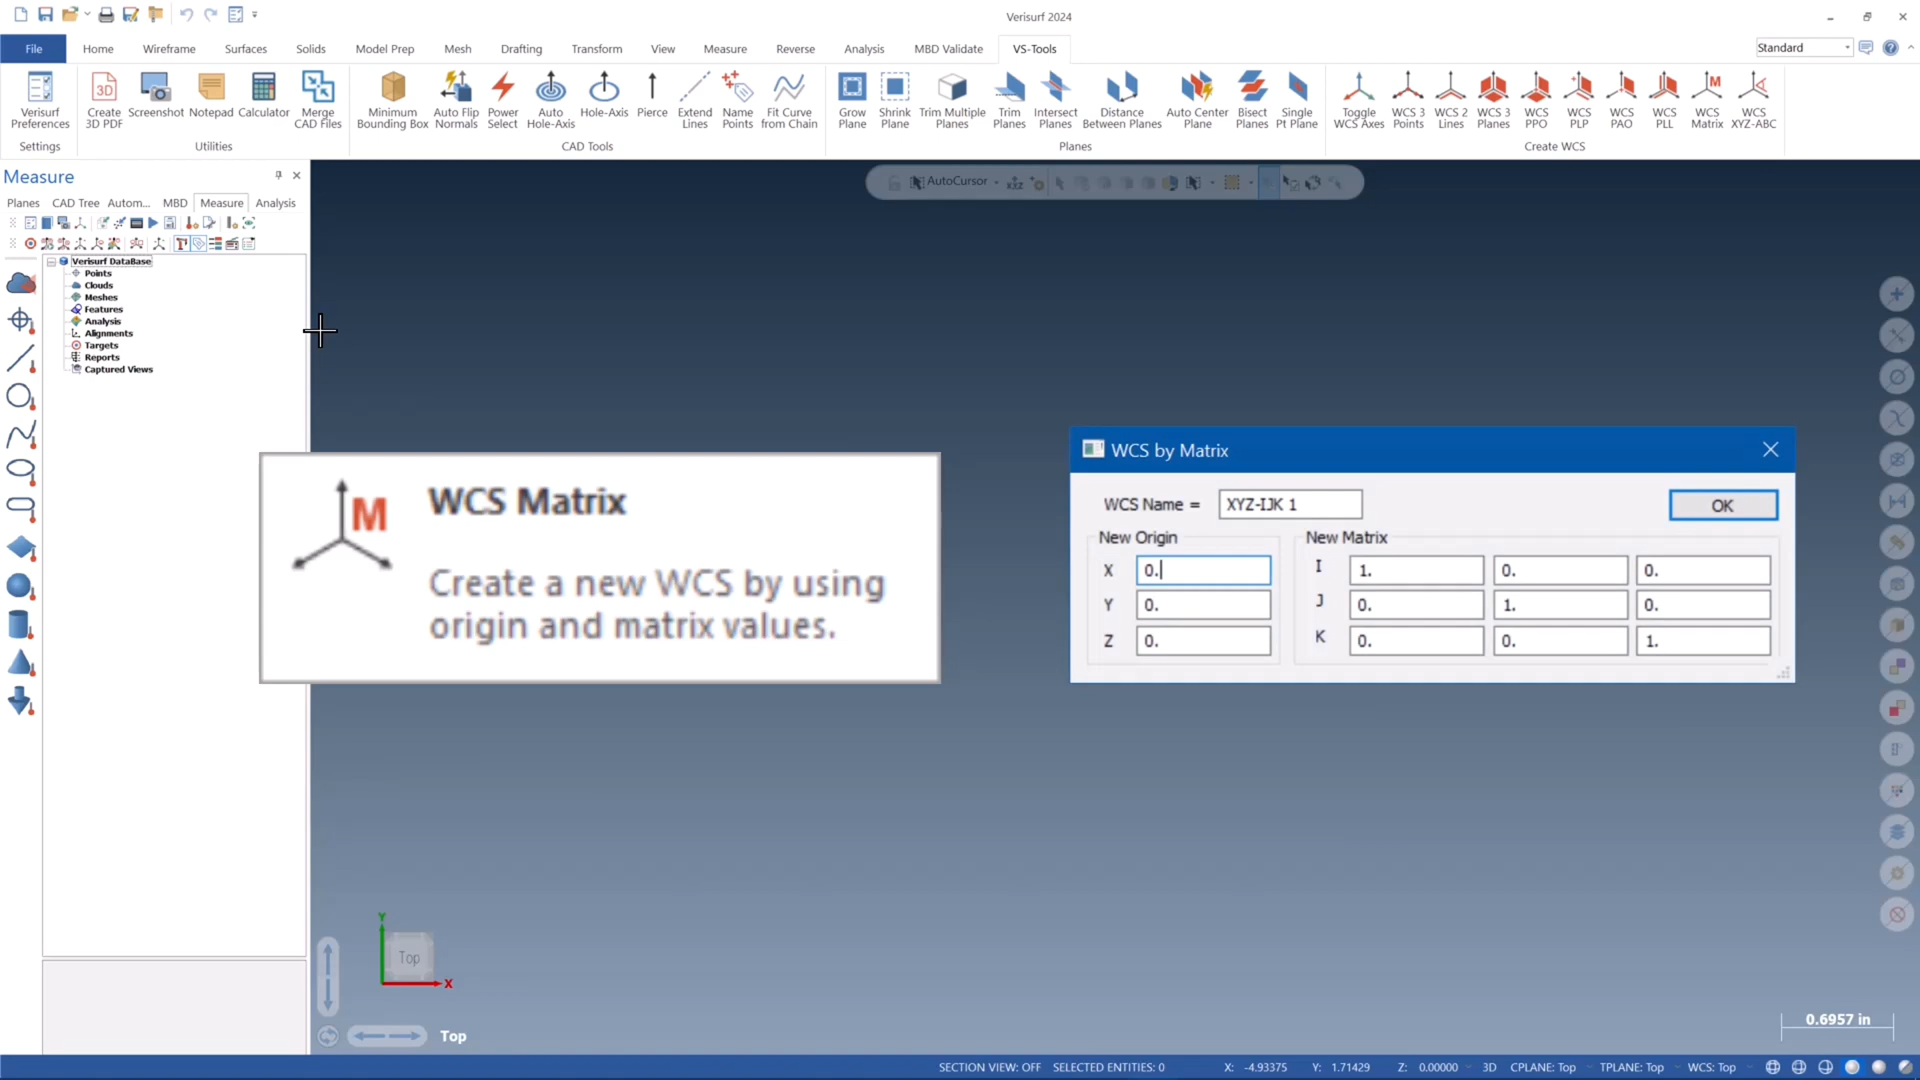 Verisurf 2024
File Home Wireframe Surfaces Solids Model Prep Mesh Drafting Transform View Measure Reverse Analysis MBD Validate VS-Tools Standard
Verisurf Preferences
Create 3D PDF
Screenshot
Notepad
Calculator
Merge CAD Files
Minimum Bounding Box
Auto Flip Normals
Power Select
Auto Hole-Axis
Hole-Axis
Pierce
Extend Lines
Name Points
Fit Curve from Chain
Grow Plane
Shrink Plane
Trim Multiple Planes
Trim Planes
Intersect Planes
Distance Between Planes
Auto Center Plane
Bisect Planes
Single Pt Plane
Toggle WCS Axes
WCS 3 Points
WCS 2 Lines
WCS 3 Planes
WCS PPO
WCS PLP
WCS PAO
WCS PLL
M
WCS Matrix
WCS XYZ-ABC
Settings Utilities CAD Tools Planes Create WCS
Measure
Planes CAD Tree Autom... MBD Measure Analysis
AutoCursor
Verisurf DataBase
Points
Clouds
Meshes
Features
Analysis
Alignments
Targets
Reports
Captured Views
M
WCS Matrix
Create a new WCS by using
origin and matrix values.
WCS by Matrix
WCS Name = XYZ-IJK 1 OK
New Origin New Matrix
X 0. I 1. 0. 0.
Y 0. J 0. 1. 0.
Z 0. K 0. 0. 1.
Y
Top
X
Top
0.6957 in
SECTION VIEW: OFF SELECTED ENTITIES: 0 X: -4.93375 Y: 1.71429 Z: 0.00000 3D CPLANE: Top TPLANE: Top WCS: Top